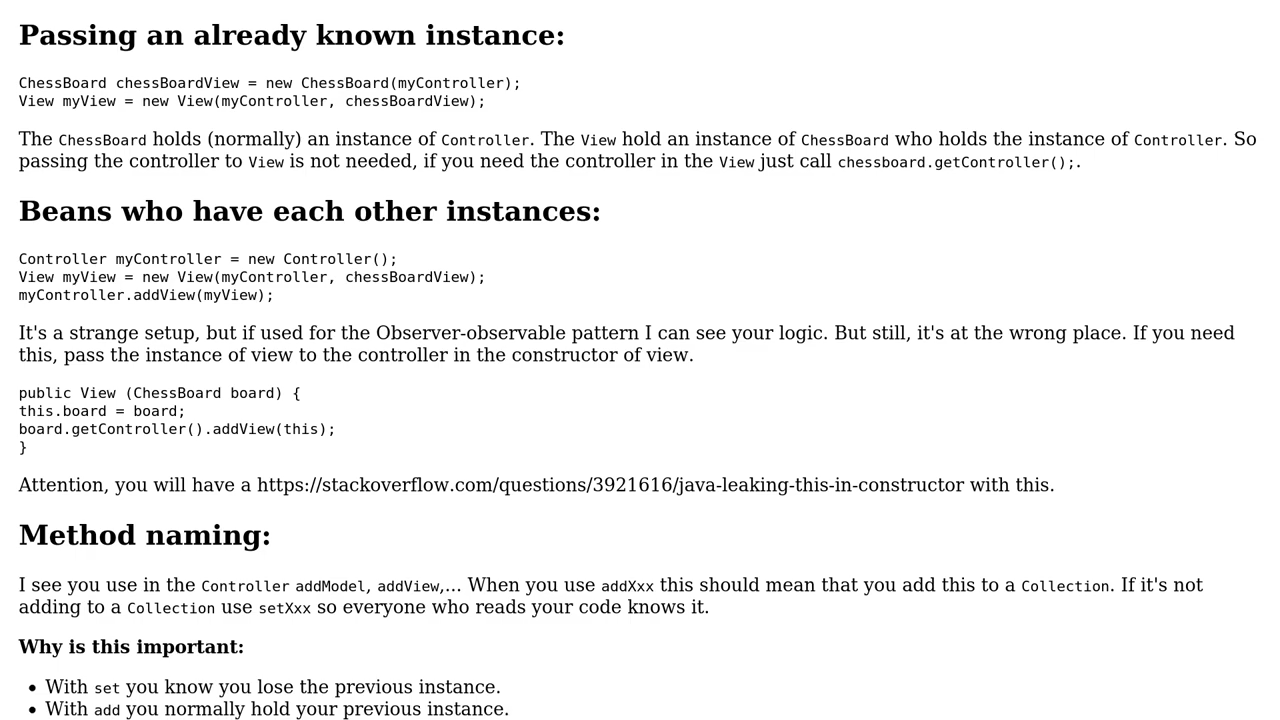 Passing an already known instance:
ChessBoard chessBoardView = new ChessBoard(myController);
View myView = new View(myController, chessBoardView);
The ChessBoard holds (normally) an instance of Controller. The View hold an instance of ChessBoard who holds the instance of Controller. So
passing the controller to View is not needed, if you need the controller in the View just call chessboard.getController();.
Beans who have each other instances:
Controller myController = new Controller();
View myView = new View(myController, chessBoardView);
myController.addView(myView);
It's a strange setup, but if used for the Observer-observable pattern I can see your logic. But still, it's at the wrong place. If you need
this, pass the instance of view to the controller in the constructor of view.
public View (ChessBoard board) {
this.board = board;
board.getController().addView(this);
}
Attention, you will have a https://stackoverflow.com/questions/3921616/java-leaking-this-in-constructor with this.
Method naming:
I see you use in the Controller addModel, addView,... When you use addXxx this should mean that you add this to a Collection. If it's not
adding to a Collection use setXxx so everyone who reads your code knows it.
Why is this important:
• With set you know you lose the previous instance.
• With add you normally hold your previous instance.